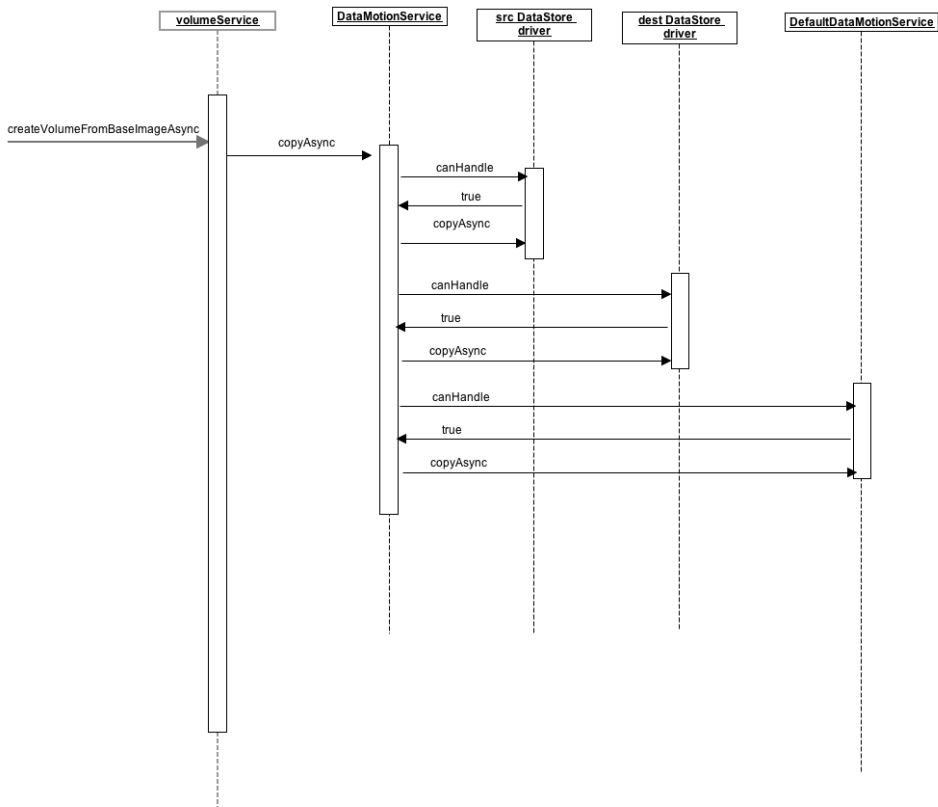 volumeService
DataMotionService
src DataStore
driver
dest DataStore
driver
DefaultDataMotionService
createVolumeFromBaseImageAsync
copyAsync
canHandle
true
copyAsync
canHandle
true
copyAsync
canHandle
true
copyAsync